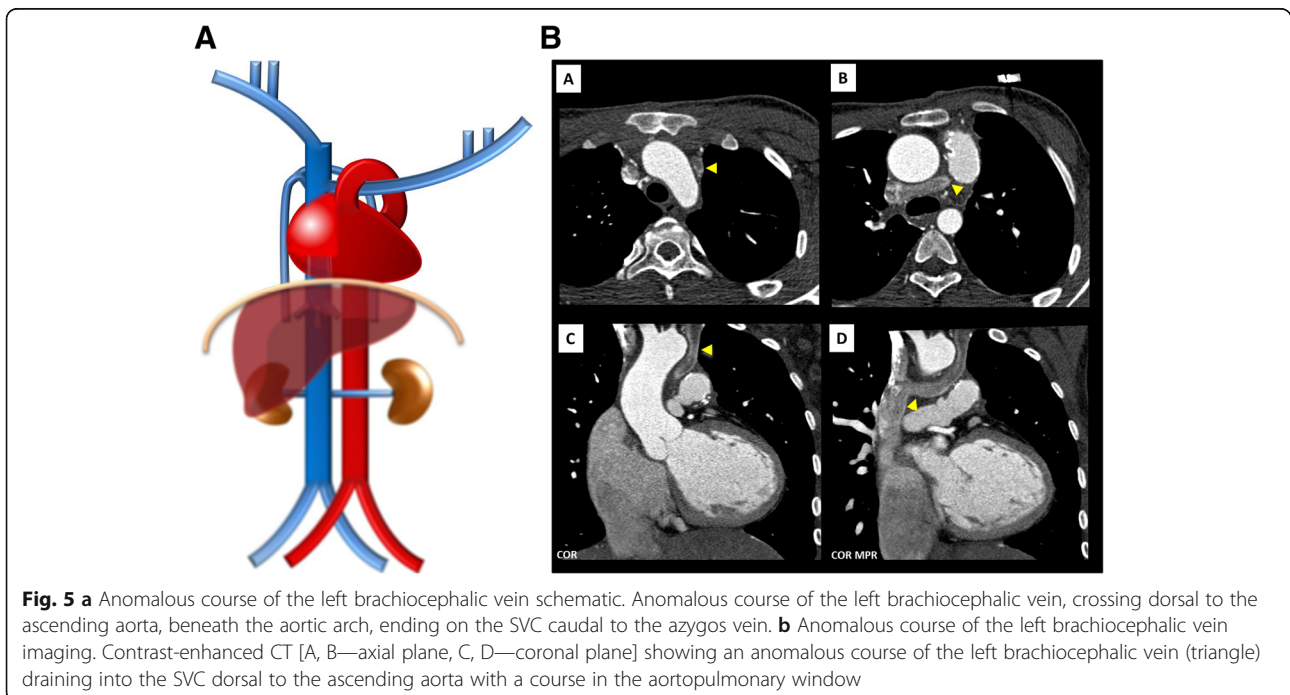 A
B
A
B
C
D
COR
COR MPR
Fig. 5 a Anomalous course of the left brachiocephalic vein schematic. Anomalous course of the left brachiocephalic vein, crossing dorsal to the
ascending aorta, beneath the aortic arch, ending on the SVC caudal to the azygos vein. b Anomalous course of the left brachiocephalic vein
imaging. Contrast-enhanced CT [A, B—axial plane, C, D—coronal plane] showing an anomalous course of the left brachiocephalic vein (triangle)
draining into the SVC dorsal to the ascending aorta with a course in the aortopulmonary window